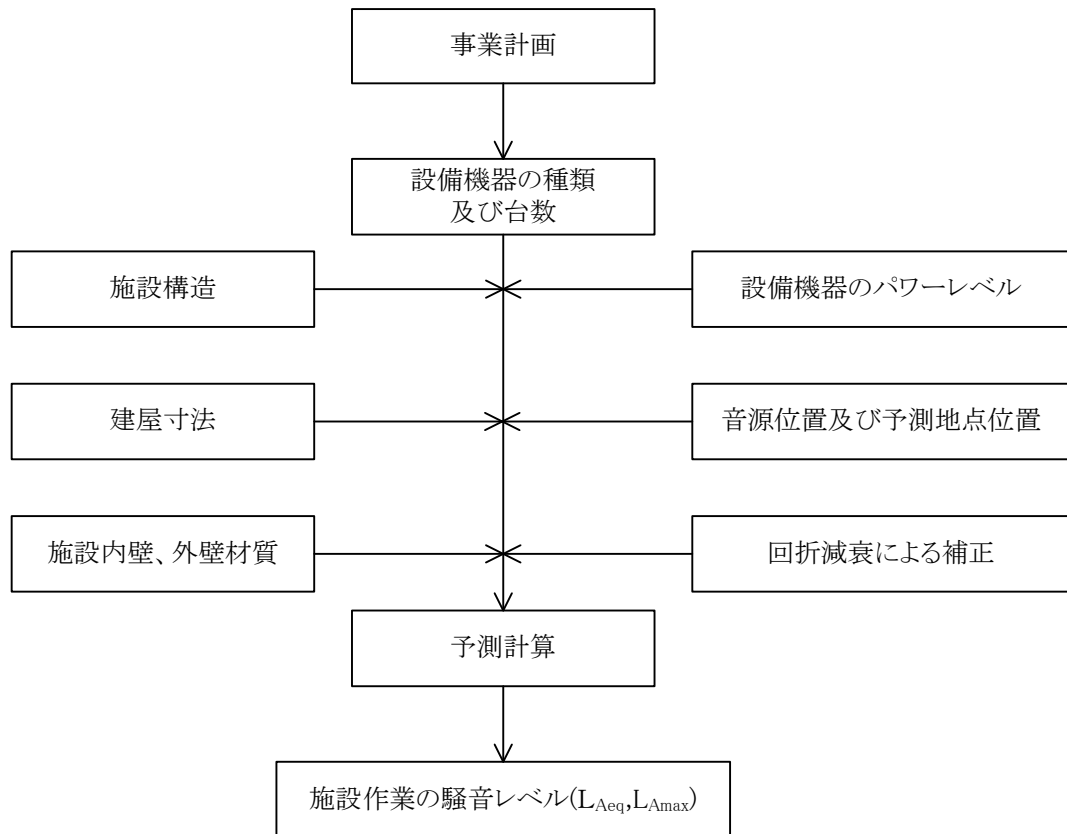 事業計画
設備機器の種類
及び台数
施設構造
設備機器のパワーレベル
建屋寸法
音源位置及び予測地点位置
施設内壁、外壁材質
回折減衰による補正
予測計算
施設作業の騒音レベル(LAeq,LAmax)